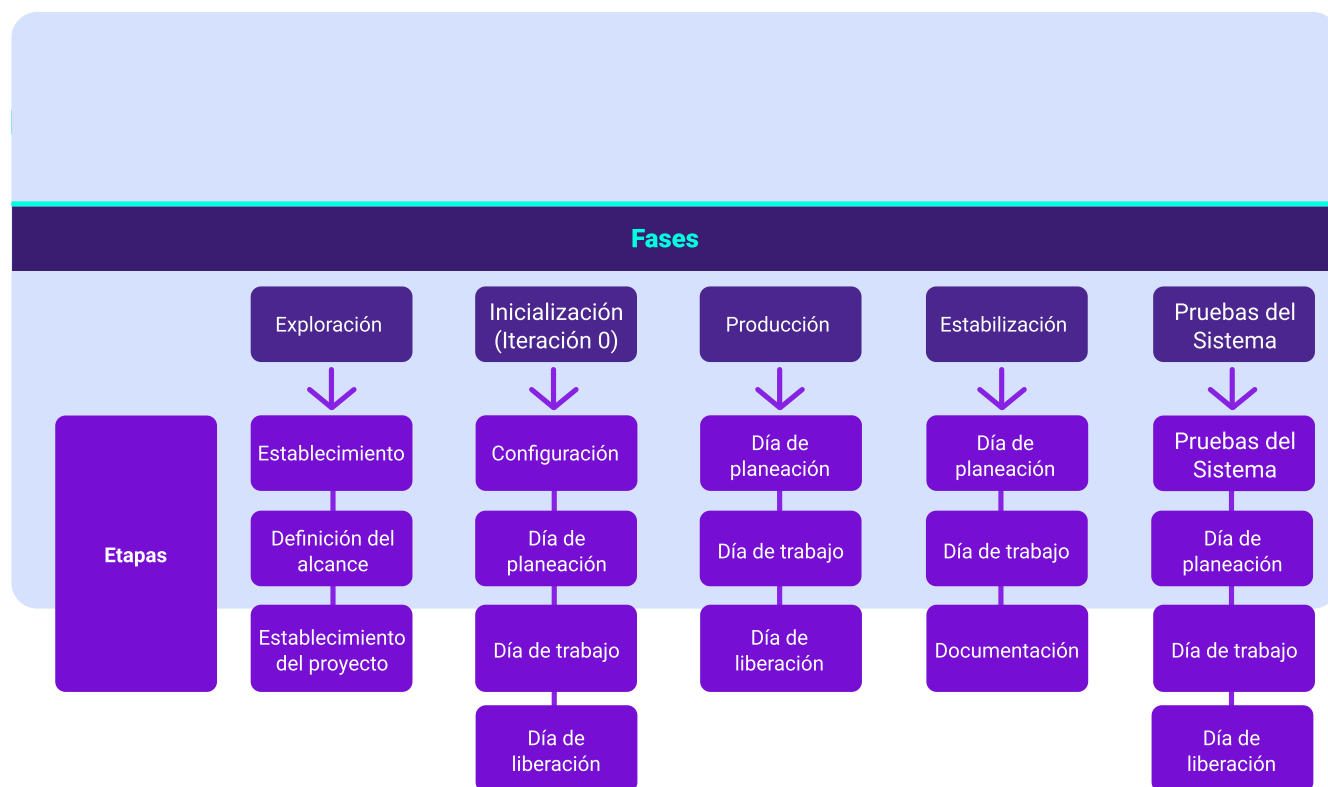 Fases
Exploración
Inicialización
(Iteración 0)
Producción
Estabilización
Pruebas del
Sistema
Etapas
Establecimiento
Configuración
Día de
planeación
Día de
planeación
Pruebas del
Sistema
Definición del
alcance
Día de
planeación
Día de trabajo
Día de trabajo
Día de
planeación
Establecimiento
del proyecto
Día de trabajo
Día de
liberación
Documentación
Día de trabajo
Día de
liberación
Día de
liberación